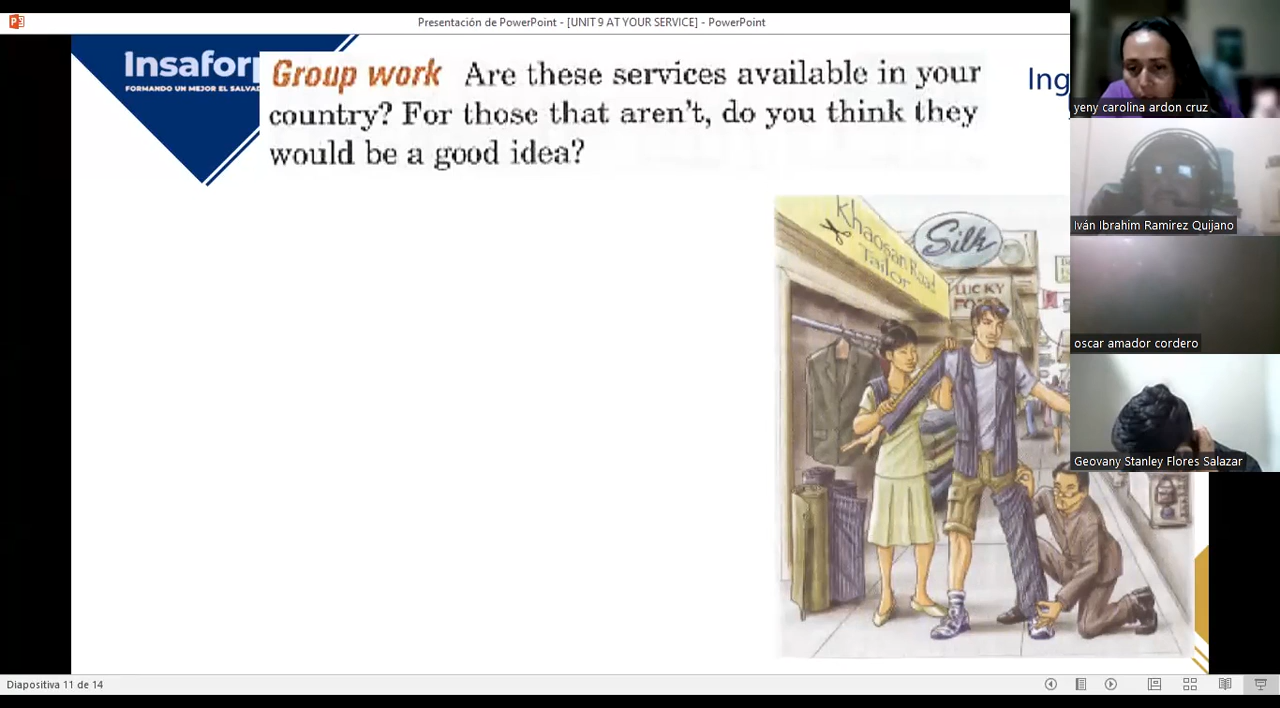 Presentación de PowerPoint - [UNIT 9 AT YOUR SERVICE] - PowerPoint
Insaforp
FORMANDO UN MEJOR EL SALVA
Group work Are these services available in your
country? For those that aren't, do you think they
would be a good idea?
Ing
Khaosan Road
Tailor
Silk
LUCKY
yeny carolina ardon cruz
Iván Ibrahim Ramirez Quijano
oscar amador cordero
Geovany Stanley Flores Salazar
Diapositiva 11 de 14